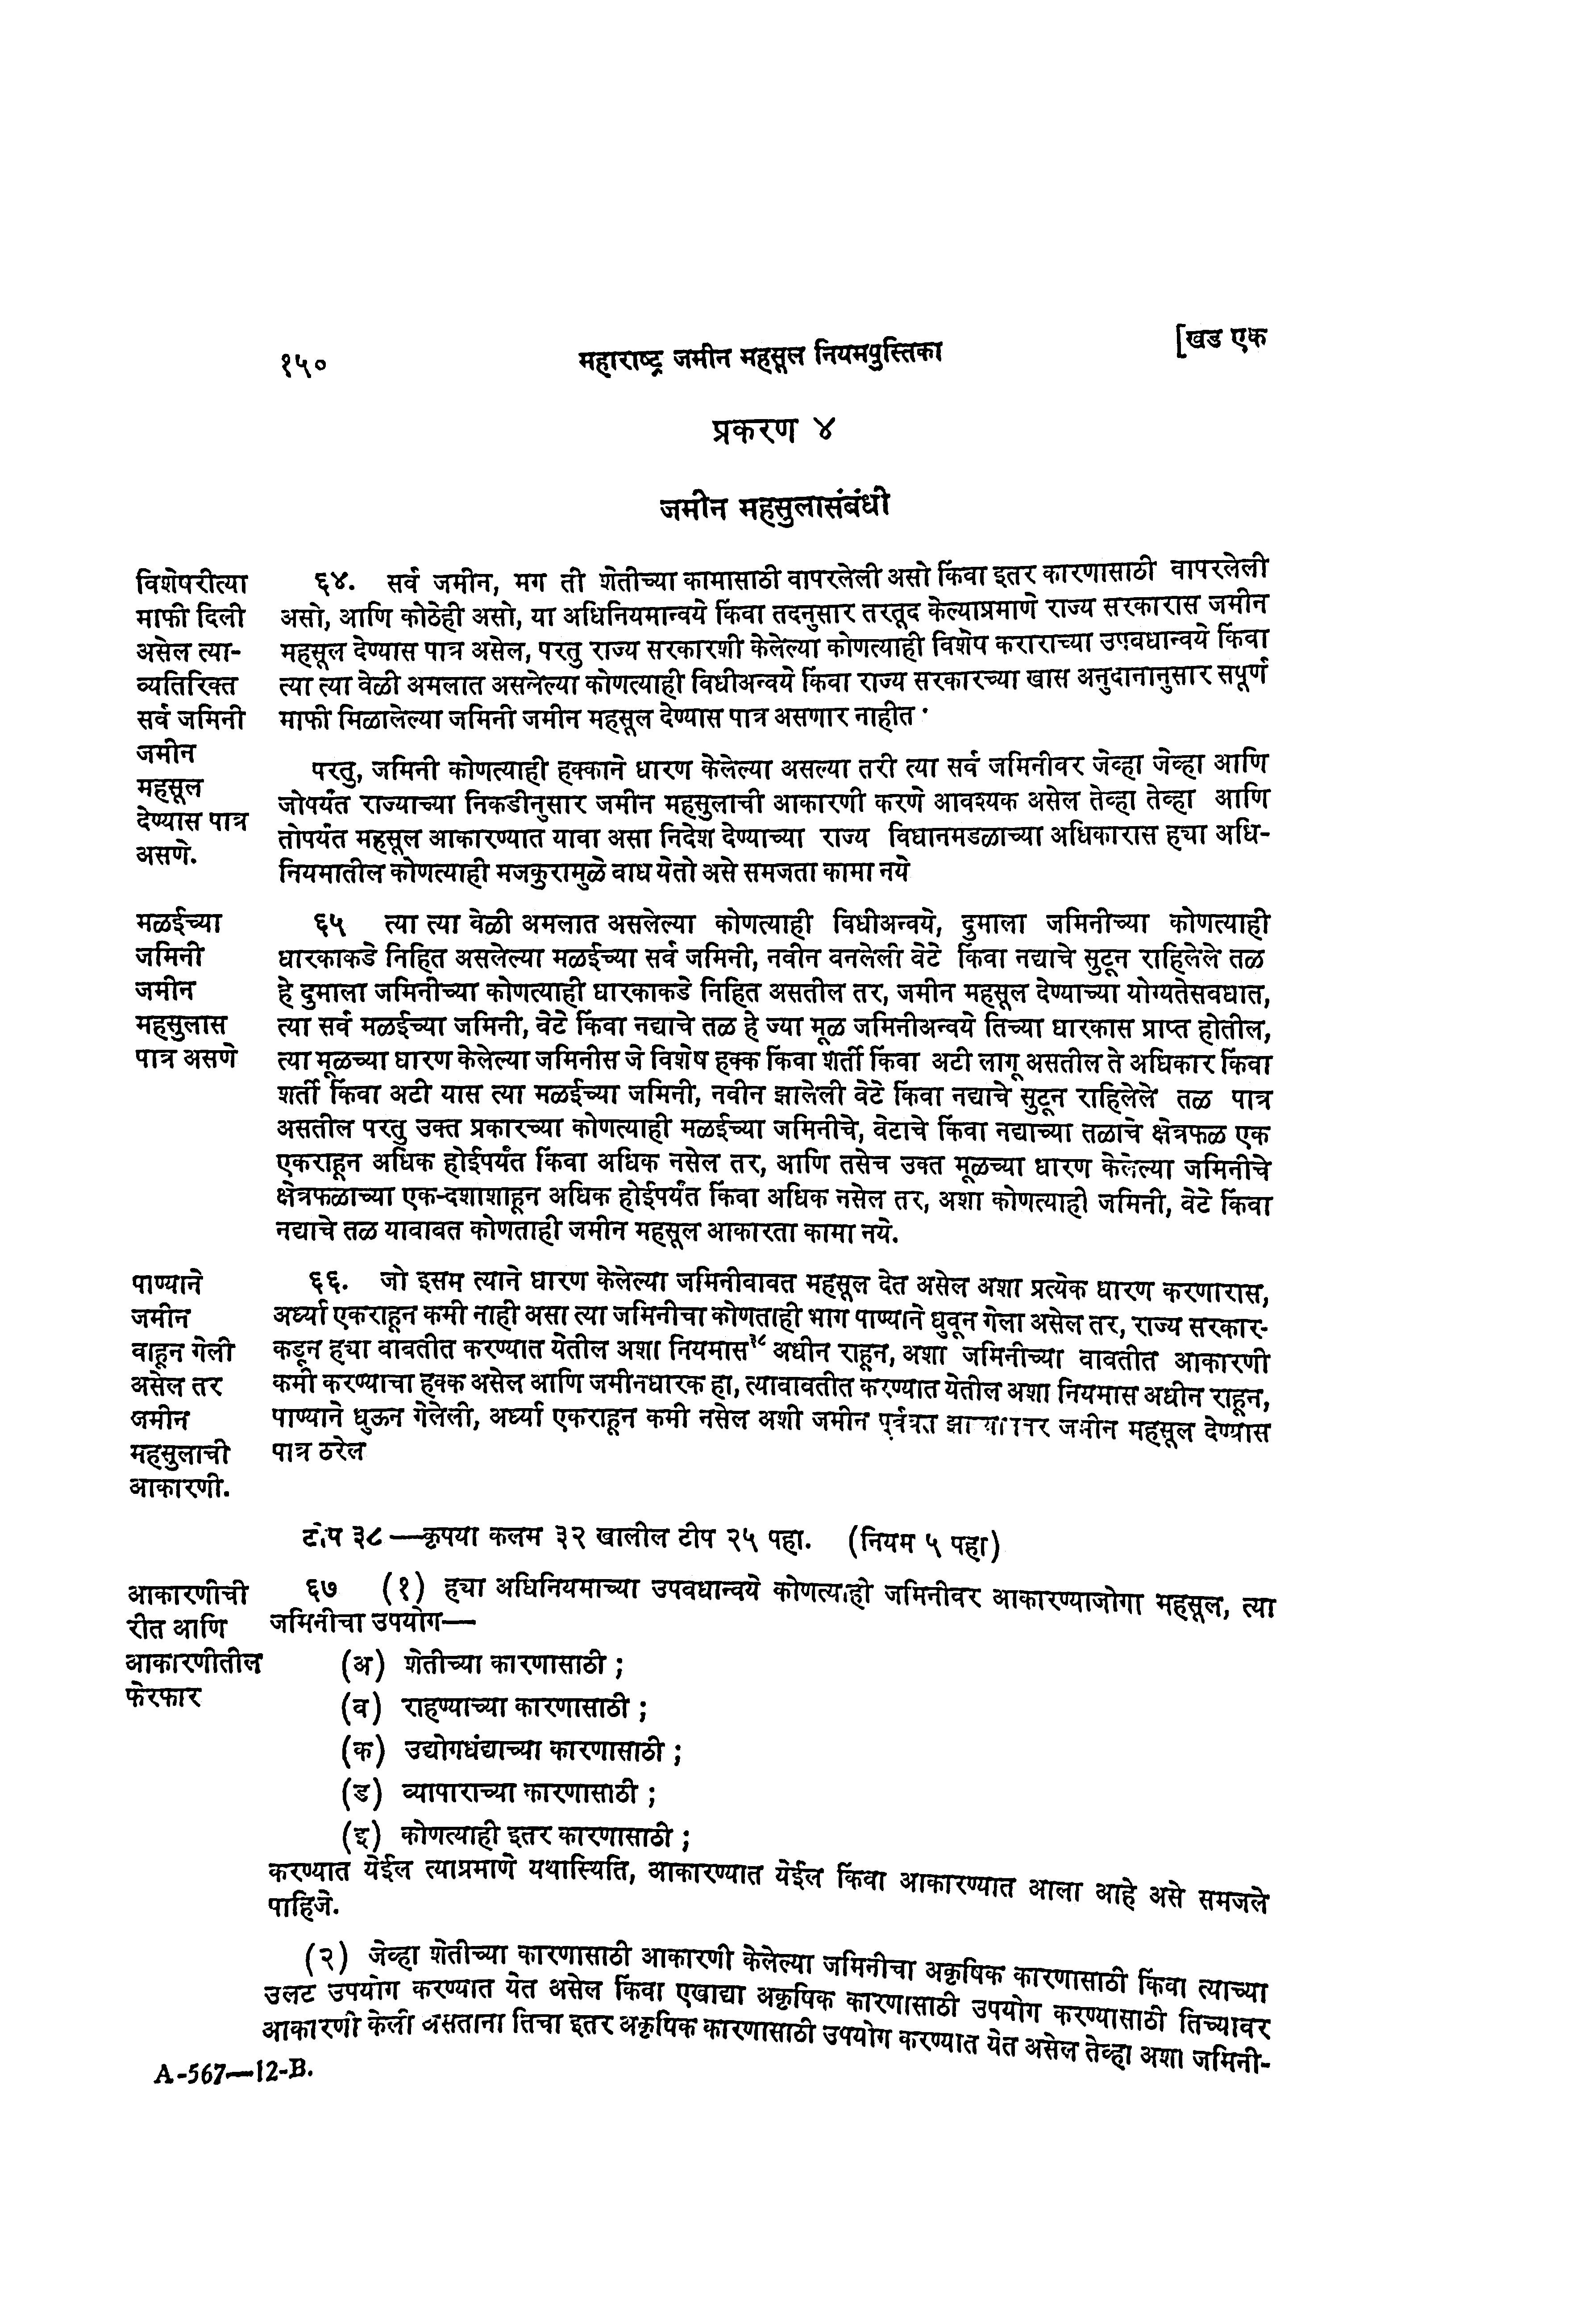 १५०
महाराष्ट्र जमीन महसूल नियमपुस्तिका
[खड एक
प्रकरण ४
जमीन महसुलासंबंधी
विशेषरीत्या
माफी दिली
असेल त्या-
व्यतिरिक्त
सर्व जमिनी
जमीन
महसूल
देण्यास पात्र
असणे.
६४. सर्व जमीन, मग ती शेतीच्या कामासाठी वापरलेली असो किंवा इतर कारणासाठी वापरलेली
असो, आणि कोठेही असो, या अधिनियमान्वये किंवा तदनुसार तरतूद केल्याप्रमाणे राज्य सरकारास जमीन
महसूल देण्यास पात्र असेल, परतु राज्य सरकारशी केलेल्या कोणत्याही विशेष कराराच्या उपवधान्वये किंवा
त्या त्या वेळी अमलात असलेल्या कोणत्याही विधीअन्वये किंवा राज्य सरकारच्या खास अनुदानानुसार सपूर्ण
माफी मिळालेल्या जमिनी जमीन महसूल देण्यास पात्र असणार नाहीत
परतु, जमिनी कोणत्याही हक्काने धारण केलेल्या असल्या तरी त्या सर्व जमिनीवर जेव्हा जेव्हा आणि
जोपर्यंत राज्याच्या निकडीनुसार जमीन महसुलाची आकारणी करणे आवश्यक असेल तेव्हा तेव्हा आणि
तोपर्यंत महसूल आकारण्यात यावा असा निदेश देण्याच्या राज्य विधानमडळाच्या अधिकारास ह्या अधि-
नियमातील कोणत्याही मजकुरामुळे वाध येतो असे समजता कामा नये
मळईच्या
जमिनी
जमीन
महसुलास
पात्र असणे
६५ त्या त्या वेळी अमलात असलेल्या कोणत्याही विधीअन्वये, दुमाला जमिनीच्या कोणत्याही
धारकाकडे निहित असलेल्या मळईच्या सर्व जमिनी, नवीन वनलेली वेटे किंवा नद्याचे सुटून राहिलेले तळ
हे दुमाला जमिनीच्या कोणत्याही धारकाकडे निहित असतील तर, जमीन महसूल देण्याच्या योग्यतेसवधात,
त्या सर्व मळईच्या जमिनी, वेटे किंवा नद्याचे तळ हे ज्या मूळ जमिनीअन्वये तिच्या धारकास प्राप्त होतील,
त्या मूळच्या धारण केलेल्या जमिनीस जे विशेष हक्क किंवा शर्ती किंवा अटी लागू असतील ते अधिकार किंवा
शर्ती किंवा अटी यास त्या मळईच्या जमिनी, नवीन झालेली वेटे किंवा नद्याचे सुटून राहिलेले तळ पात्र
असतील परतु उक्त प्रकारच्या कोणत्याही मळईच्या जमिनीचे, वेटाचे किंवा नद्याच्या तळाचे क्षेत्रफळ एक
एकराहून अधिक होईपर्यंत किंवा अधिक नसेल तर, आणि तसेच उक्त मूळच्या धारण केलेल्या जमिनीचे
क्षेत्रफळाच्या एक-दशाशाहून अधिक होईपर्यंत किंवा अधिक नसेल तर, अशा कोणत्याही जमिनी, वेटे किंवा
नद्याचे तळ यावावत कोणताही जमीन महसूल आकारता कामा नये.
पाण्याने
जमीन
वाहून गेली
असेल तर
जमीन
महसुलाची
आकारणी.
६६. जो इसम त्याने धारण केलेल्या जमिनीवावत महसूल देत असेल अशा प्रत्येक धारण करणारास,
अर्ध्या एकराहून कमी नाही असा त्या जमिनीचा कोणताही भाग पाण्याने धुवून गेला असेल तर, राज्य सरकार-
कडून ह्या वावतीत करण्यात येतील अशा नियमास३८ अधीन राहून, अशा जमिनीच्या वावतीत आकारणी
कमी करण्याचा हक्क असेल आणि जमीनधारक हा, त्यावावतीत करण्यात येतील अशा नियमास अधीन राहून,
पाण्याने धुऊन गेलेली, अर्ध्या एकराहून कमी नसेल अशी जमीन जमीन महसूल देण्यास
पात्र ठरेल
टीप ३८—कृपया कलम ३२ खालील टीप २५ पहा. (नियम ५ पहा)
आकारणीची
रीत आणि
आकारणीतील
फेरफार
६७ (१) ह्या अधिनियमाच्या उपवधान्वये कोणत्याही जमिनीवर आकारण्याजोगा महसूल, त्या
जमिनीचा उपयोग—
(अ) शेतीच्या कारणासाठी ;
(व) राहण्याच्या कारणासाठी ;
(क) उद्योगधंद्याच्या कारणासाठी ;
(ड) व्यापाराच्या कारणासाठी ;
(इ) कोणत्याही इतर कारणासाठी ;
करण्यात येईल त्याप्रमाणे यथास्थिति, आकारण्यात येईल किंवा आकारण्यात आला आहे असे समजले
पाहिजे.
(२) जेव्हा शेतीच्या कारणासाठी आकारणी केलेल्या जमिनीचा अकृषिक कारणासाठी किंवा त्याच्या
उलट उपयोग करण्यात येत असेल किंवा एखाद्या अकृषिक कारणासाठी उपयोग करण्यासाठी तिच्यावर
आकारणी केली असताना तिचा इतर अकृषिक कारणासाठी उपयोग करण्यात येत असेल तेव्हा अशा जमिनी-
A-567—12-B.